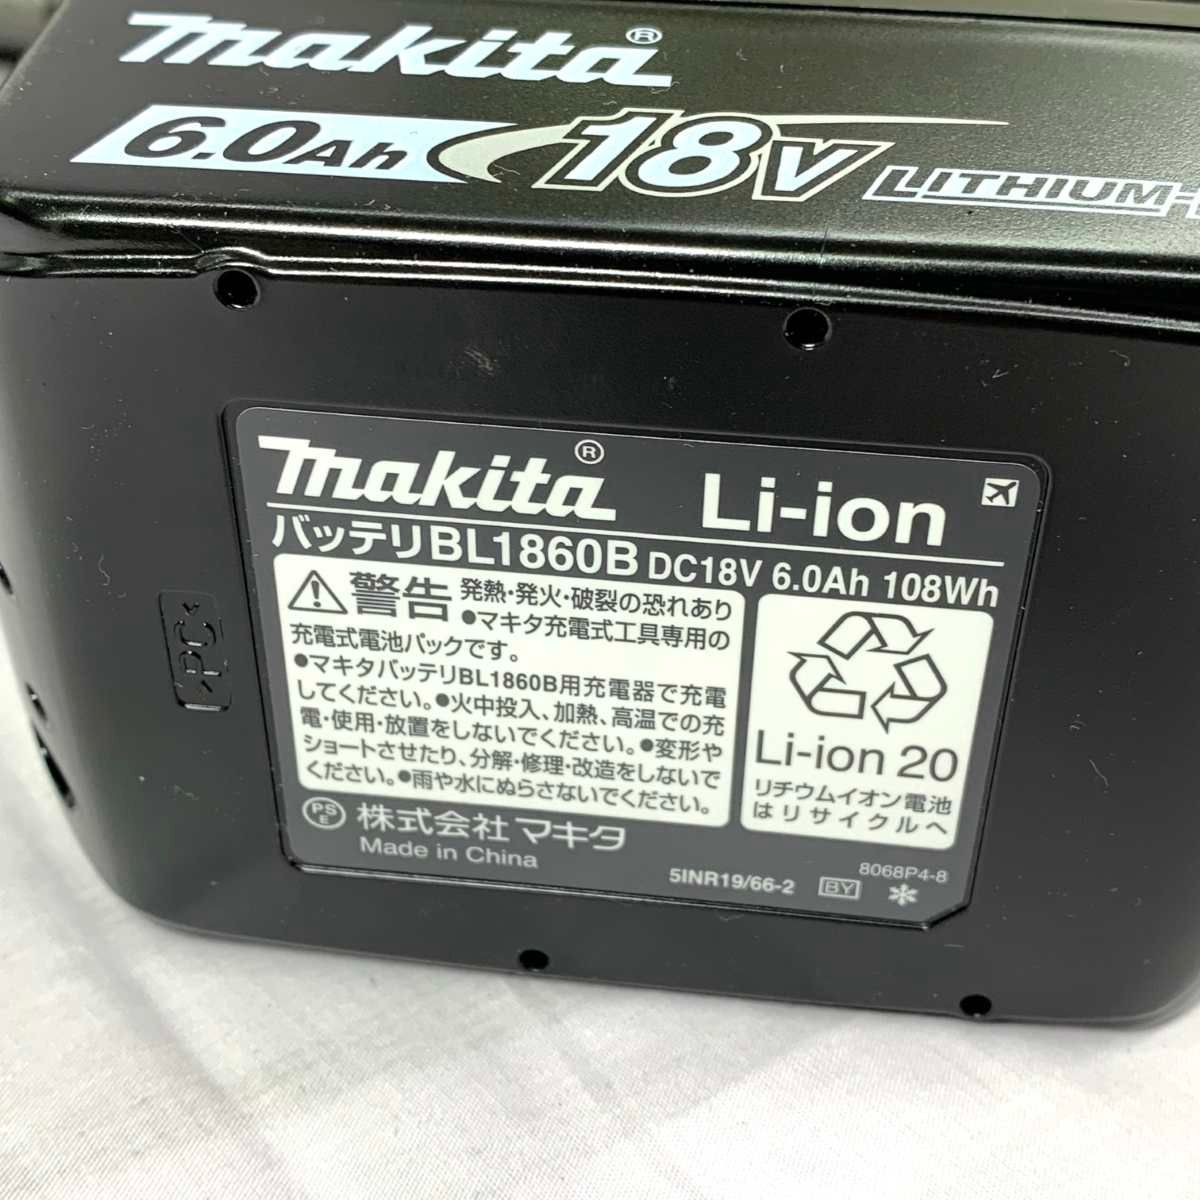 makita®
6.0Ah 18V LITHIUM-
makita® Li-ion
バッテリBL1860B DC18V 6.0Ah 108Wh
警告 発熱・発火・破裂の恐れあり
●マキタ充電式工具専用の
充電式電池パックです。
●マキタバッテリBL1860B用充電器で充電
してください。●火中投入、加熱、高温での充
電・使用・放置をしないでください。●変形や
ショートさせたり、分解・修理・改造をしないで
ください。●雨や水にぬらさないでください。
Li-ion 20
リチウムイオン電池
はリサイクルへ
PSE 株式会社マキタ
Made in China
5INR19/66-2 BY 8068P4-8
>PC<